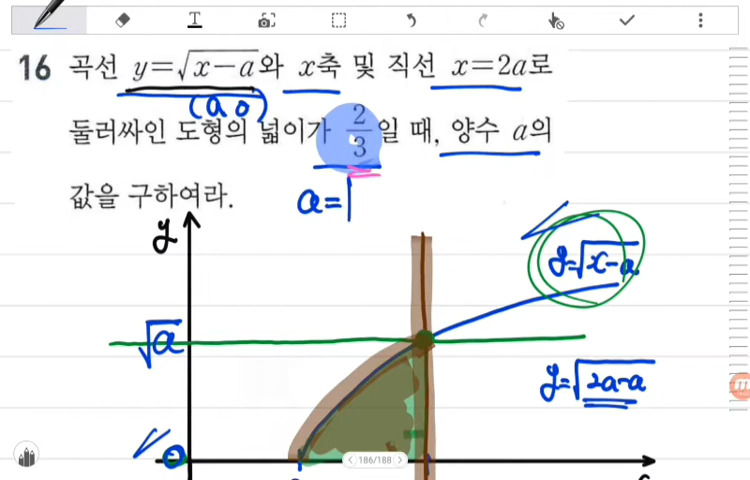 16 곡선 y=√x-a와 x축 및 직선 x=2a로
(a 0)
둘러싸인 도형의 넓이가 2/3일 때, 양수 a의
값을 구하여라.
a=1
y
y=√x-a
√a
y=√2a-a
0
186/188